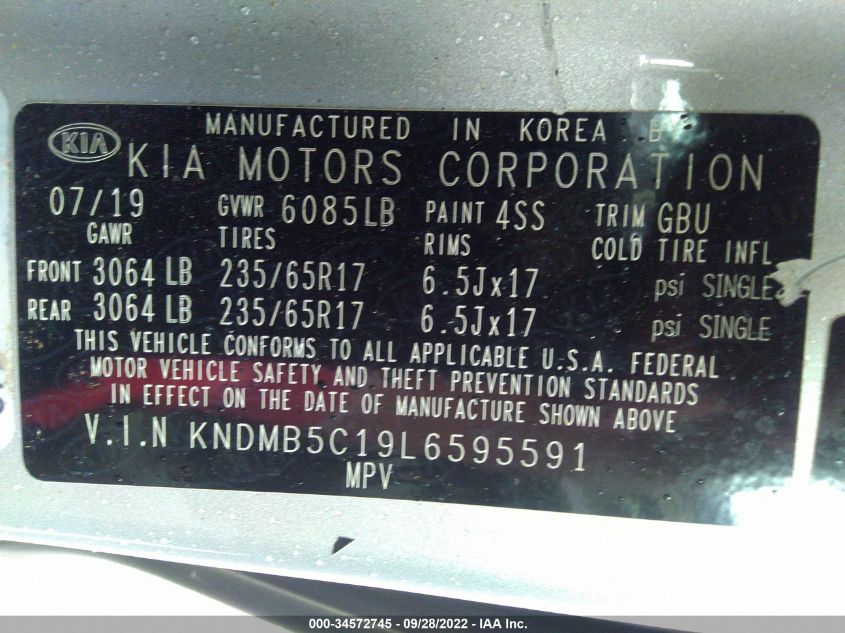 MANUFACTURED IN KOREA B
KIA
KIA MOTORS CORPORATION
07/19 GVWR 6085LB PAINT 4SS TRIM GBU
GAWR TIRES RIMS COLD TIRE INFL
FRONT 3064 LB 235/65R17 6.5Jx17 psi SINGLE
REAR 3064 LB 235/65R17 6.5Jx17 psi SINGLE
THIS VEHICLE CONFORMS TO ALL APPLICABLE U.S.A. FEDERAL
MOTOR VEHICLE SAFETY AND THEFT PREVENTION STANDARDS
IN EFFECT ON THE DATE OF MANUFACTURE SHOWN ABOVE
V.I.N KNDMB5C19L6595591
MPV
000-34572745 - 09/28/2022 - IAA Inc.